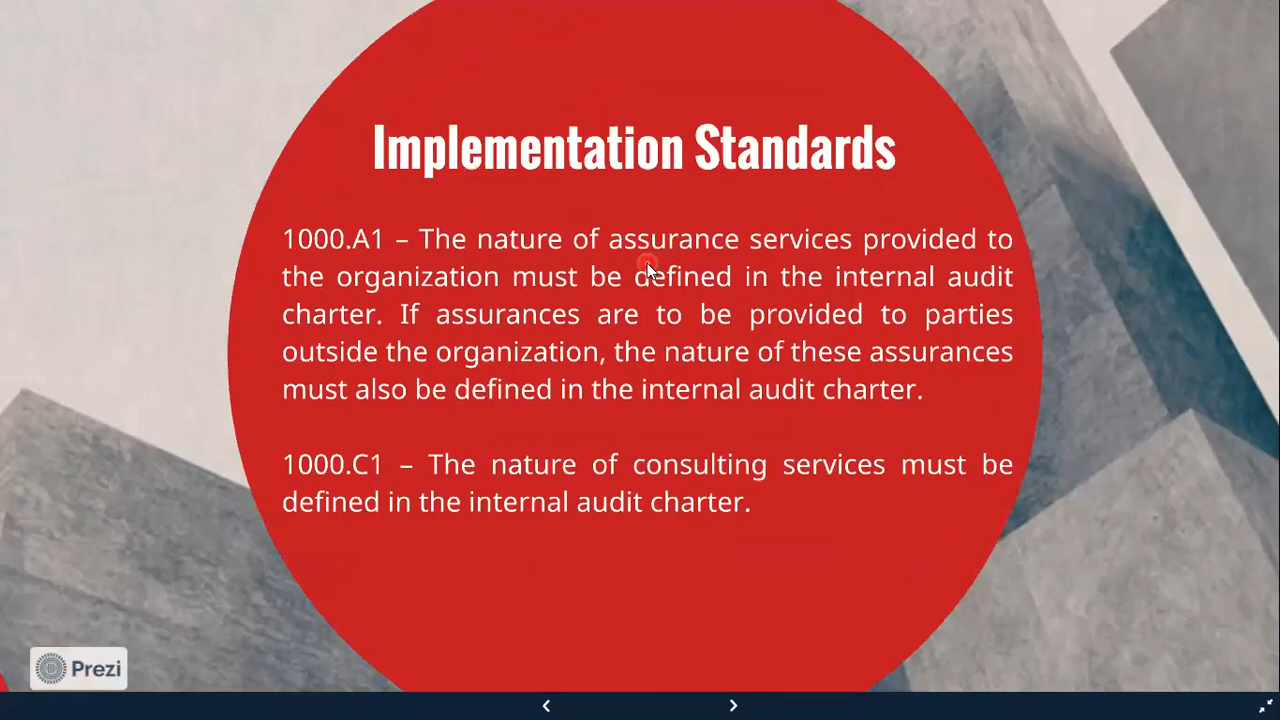 Implementation Standards
1000.A1 – The nature of assurance services provided to
the organization must be defined in the internal audit
charter. If assurances are to be provided to parties
outside the organization, the nature of these assurances
must also be defined in the internal audit charter.
1000.C1 – The nature of consulting services must be
defined in the internal audit charter.
Prezi